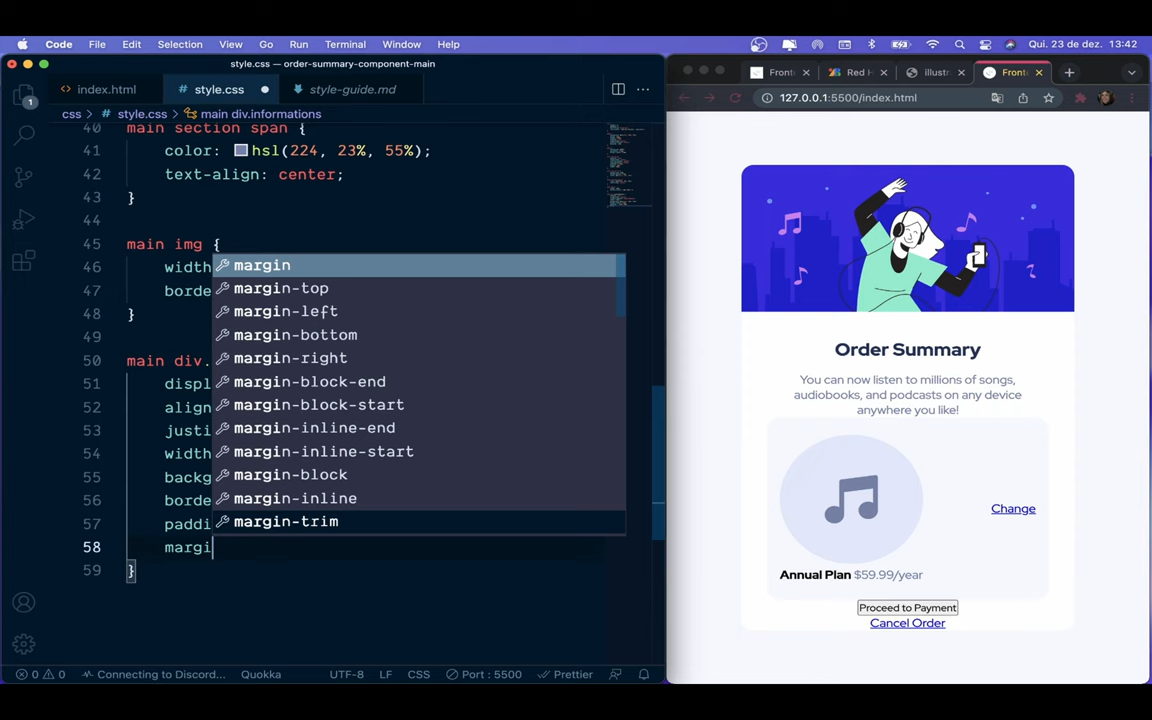 Code File Edit Selection View Go Run Terminal Window Help Qui. 23 de dez. 13:42
style.css — order-summary-component-main
index.html
style.css
style-guide.md
css > style.css > main div.informations
40 main section span {
41 color: hsl(224, 23%, 55%);
42 text-align: center;
43 }
44
45 main img {
46 width
47 borde
48 }
49
50 main div.
51 displ
52 align
53 justi
54 width
55 backg
56 borde
57 paddi
58 margi
59 }
margin
margin-top
margin-left
margin-bottom
margin-right
margin-block-end
margin-block-start
margin-inline-end
margin-inline-start
margin-block
margin-inline
margin-trim
1
0 0 Connecting to Discord... Quokka UTF-8 LF CSS Port : 5500 Prettier
Front
Red H
illustr
Front
127.0.0.1:5500/index.html
Order Summary
You can now listen to millions of songs,
audiobooks, and podcasts on any device
anywhere you like!
Change
Annual Plan $59.99/year
Proceed to Payment
Cancel Order